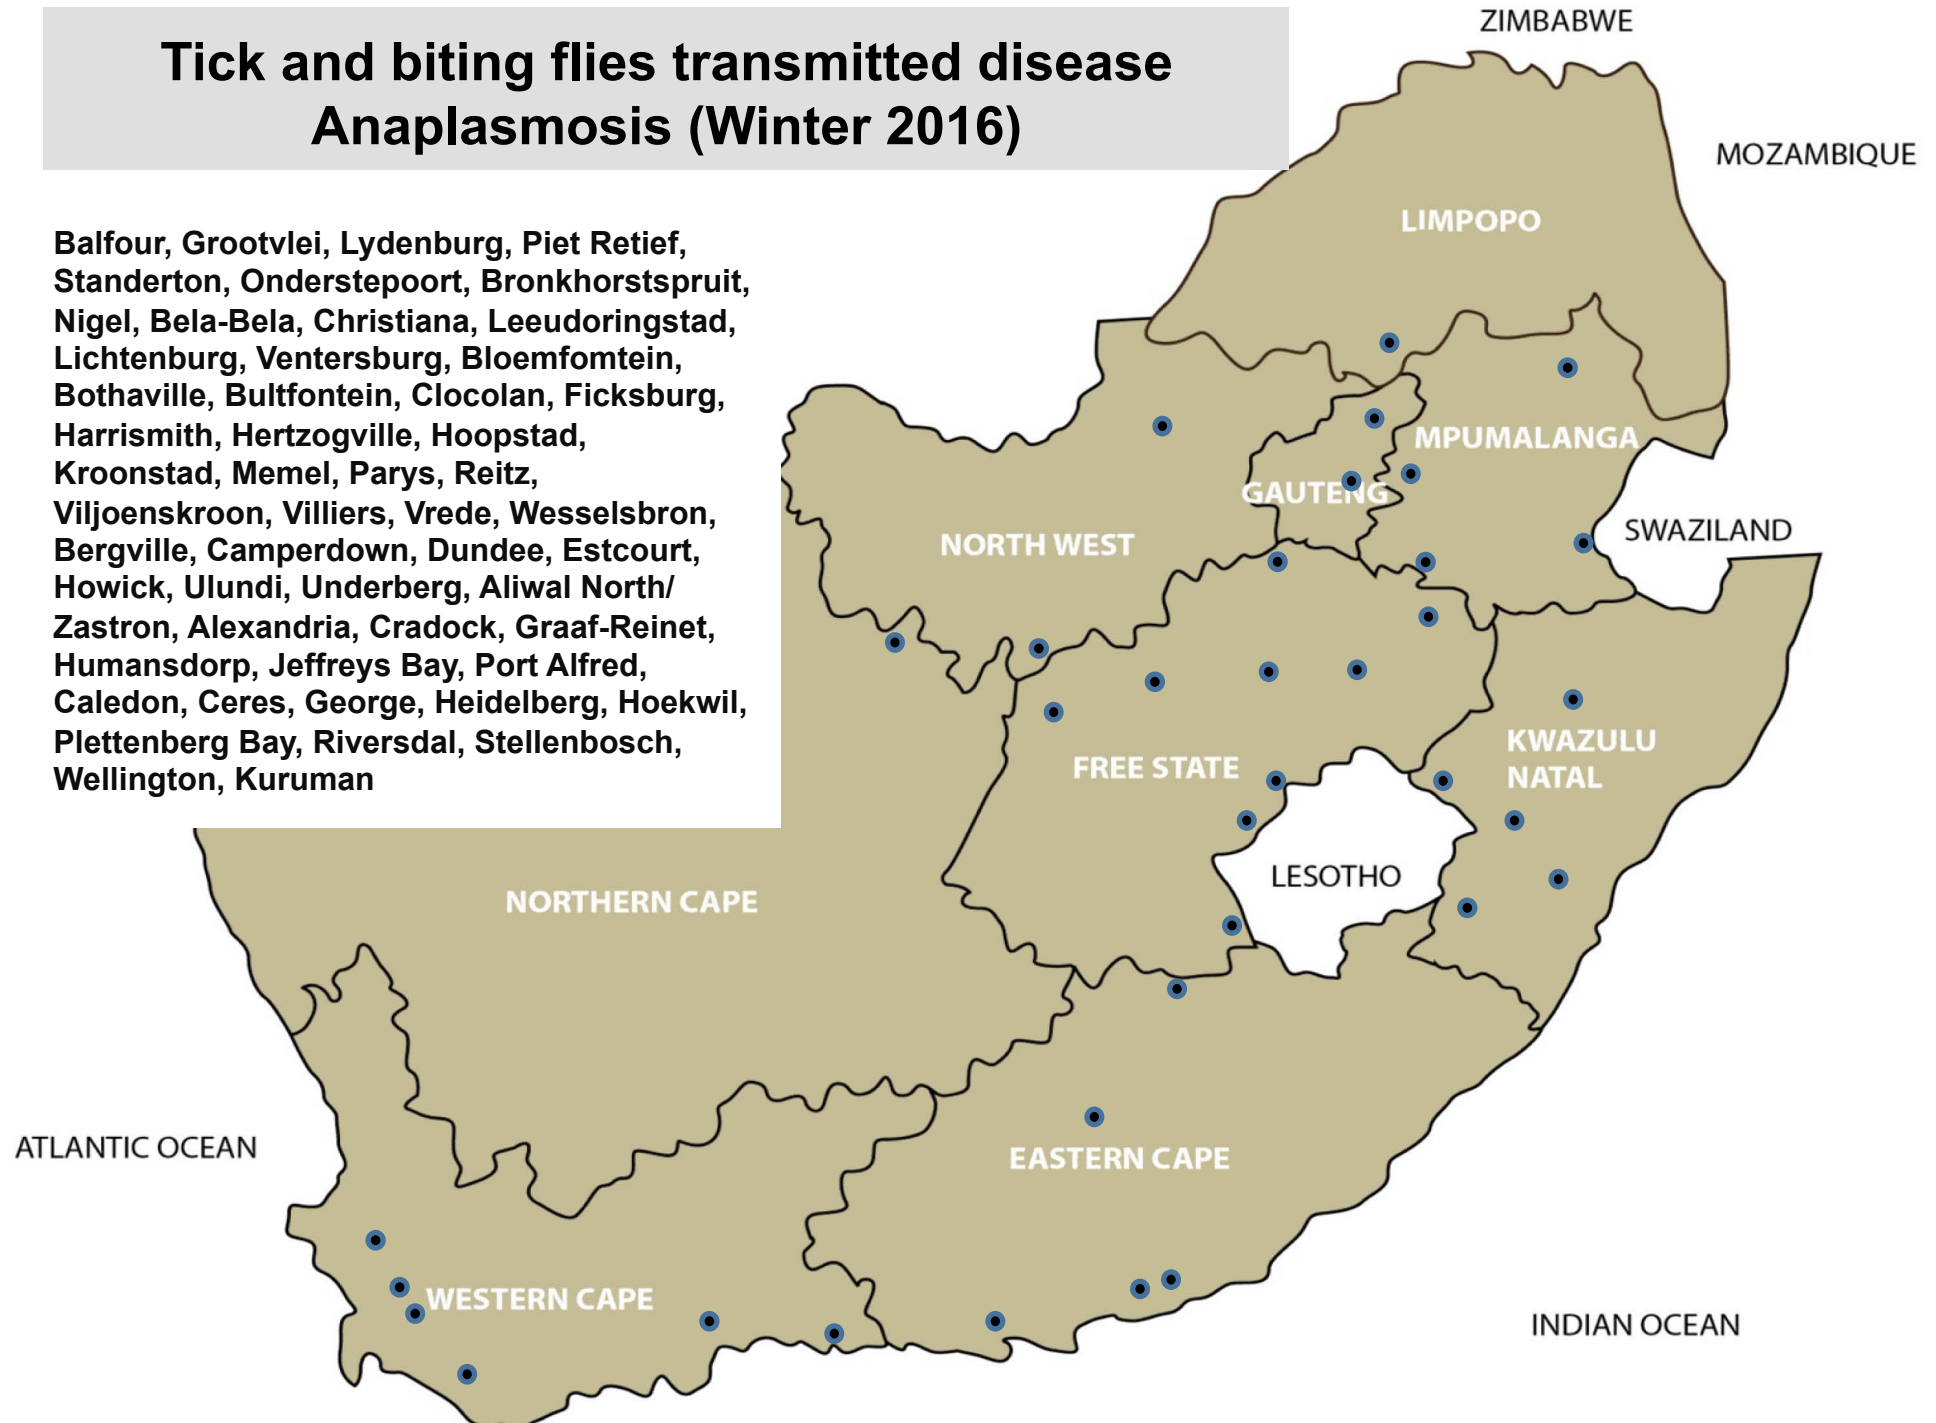 Tick and biting flies transmitted disease
Anaplasmosis (Winter 2016)
Balfour, Grootvlei, Lydenburg, Piet Retief,
Standerton, Onderstepoort, Bronkhorstspruit,
Nigel, Bela-Bela, Christiana, Leeudoringstad,
Lichtenburg, Ventersburg, Bloemfomtein,
Bothaville, Bultfontein, Clocolan, Ficksburg,
Harrismith, Hertzogville, Hoopstad,
Kroonstad, Memel, Parys, Reitz,
Viljoenskroon, Villiers, Vrede, Wesselsbron,
Bergville, Camperdown, Dundee, Estcourt,
Howick, Ulundi, Underberg, Aliwal North/
Zastron, Alexandria, Cradock, Graaf-Reinet,
Humansdorp, Jeffreys Bay, Port Alfred,
Caledon, Ceres, George, Heidelberg, Hoekwil,
Plettenberg Bay, Riversdal, Stellenbosch,
Wellington, Kuruman
ZIMBABWE
MOZAMBIQUE
LIMPOPO
MPUMALANGA
GAUTENG
SWAZILAND
NORTH WEST
KWAZULU
NATAL
FREE STATE
LESOTHO
NORTHERN CAPE
ATLANTIC OCEAN
EASTERN CAPE
WESTERN CAPE
INDIAN OCEAN